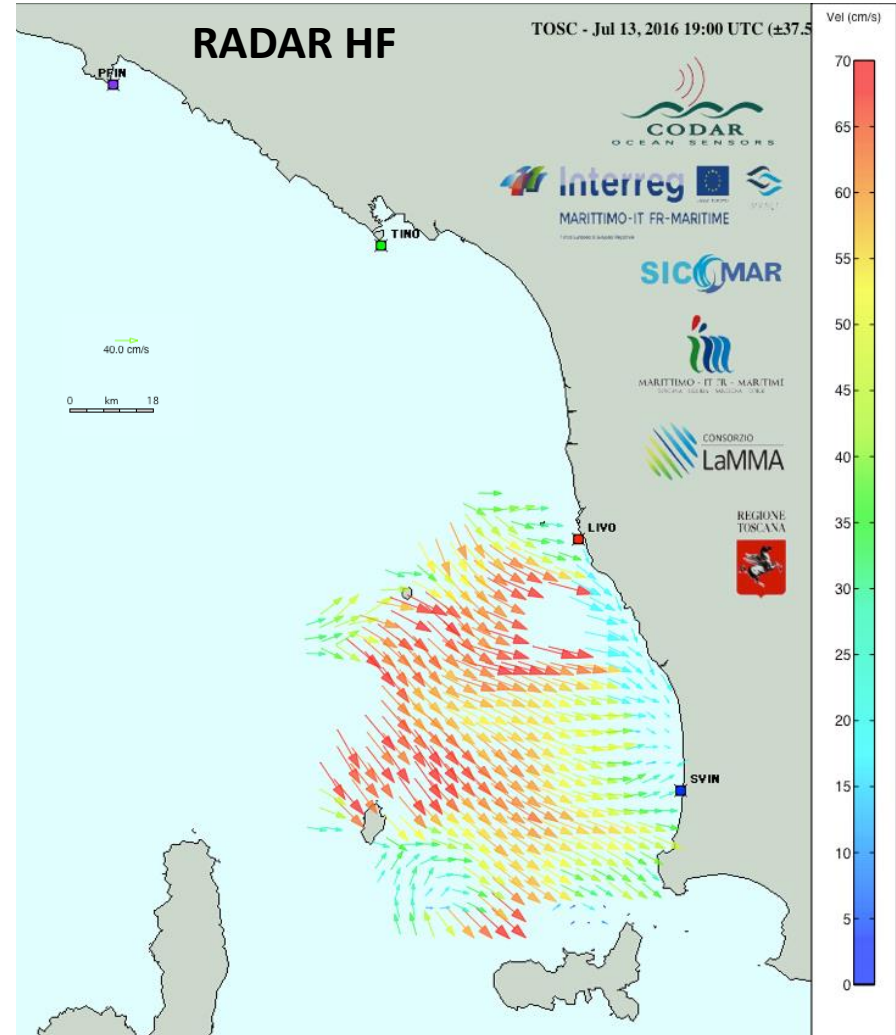 RADAR HF
TOSC - Jul 13, 2016 19:00 UTC (±37.5
Vel (cm/s)
PFIN
CODAR
OCEAN SENSORS
Interreg
MARITTIMO-IT FR-MARITIME
TINO
SICOMAR
40.0 cm/s
0 km 18
MARITTIMO - IT FR - MARITIME
CONSORZIO
LaMMA
REGIONE
TOSCANA
LIVO
SVIN
70
65
60
55
50
45
40
35
30
25
20
15
10
5
0